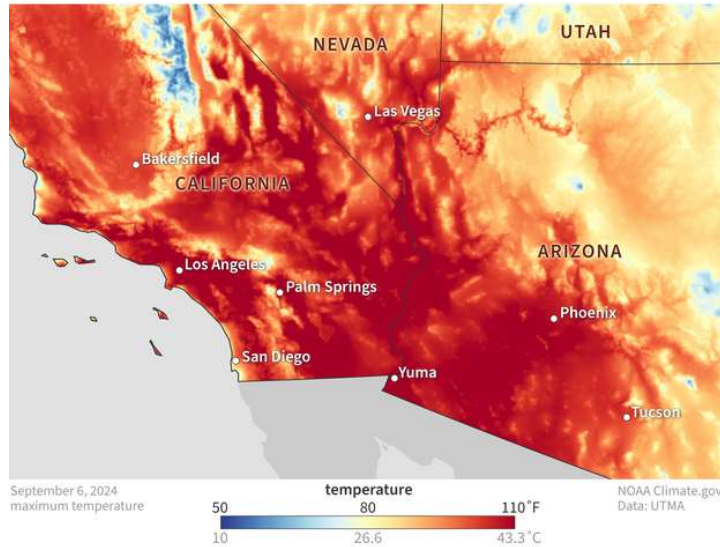 NEVADA
UTAH
Las Vegas
Bakersfield
CALIFORNIA
ARIZONA
Los Angeles
Palm Springs
Phoenix
San Diego
Yuma
Tucson
September 6, 2024
maximum temperature
temperature
50 80 110°F
10 26.6 43.3°C
NOAA Climate.gov
Data: UTMA